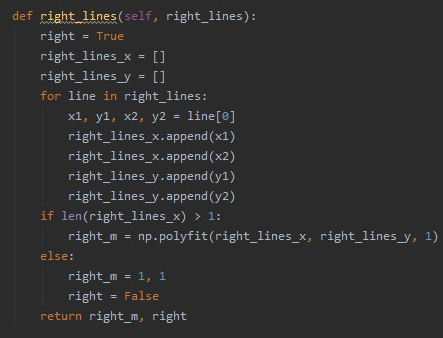 def right_lines(self, right_lines):
    right = True
    right_lines_x = []
    right_lines_y = []
    for line in right_lines:
        x1, y1, x2, y2 = line[0]
        right_lines_x.append(x1)
        right_lines_x.append(x2)
        right_lines_y.append(y1)
        right_lines_y.append(y2)
    if len(right_lines_x) > 1:
        right_m = np.polyfit(right_lines_x, right_lines_y, 1)
    else:
        right_m = 1, 1
        right = False
    return right_m, right